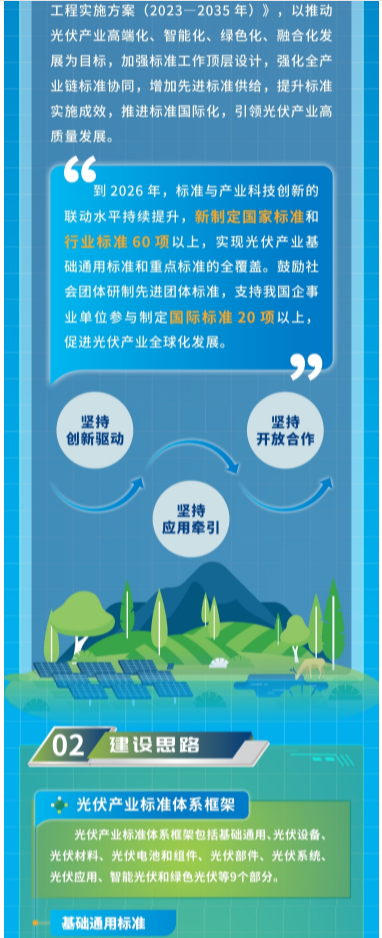 工程实施方案（2023—2035 年）》，以推动
光伏产业高端化、智能化、绿色化、融合化发
展为目标，加强标准工作顶层设计，强化全产
业链标准协同，增加先进标准供给，提升标准
实施成效，推进标准国际化，引领光伏产业高
质量发展。
到 2026 年，标准与产业科技创新的
联动水平持续提升，新制定国家标准和
行业标准 60 项以上，实现光伏产业基
础通用标准和重点标准的全覆盖。鼓励社
会团体研制先进团体标准，支持我国企事
业单位参与制定国际标准 20 项以上，
促进光伏产业全球化发展。
坚持
创新驱动
坚持
开放合作
坚持
应用牵引
02 建设思路
光伏产业标准体系框架
光伏产业标准体系框架包括基础通用、光伏设备、
光伏材料、光伏电池和组件、光伏部件、光伏系统、
光伏应用、智能光伏和绿色光伏等9个部分。
基础通用标准